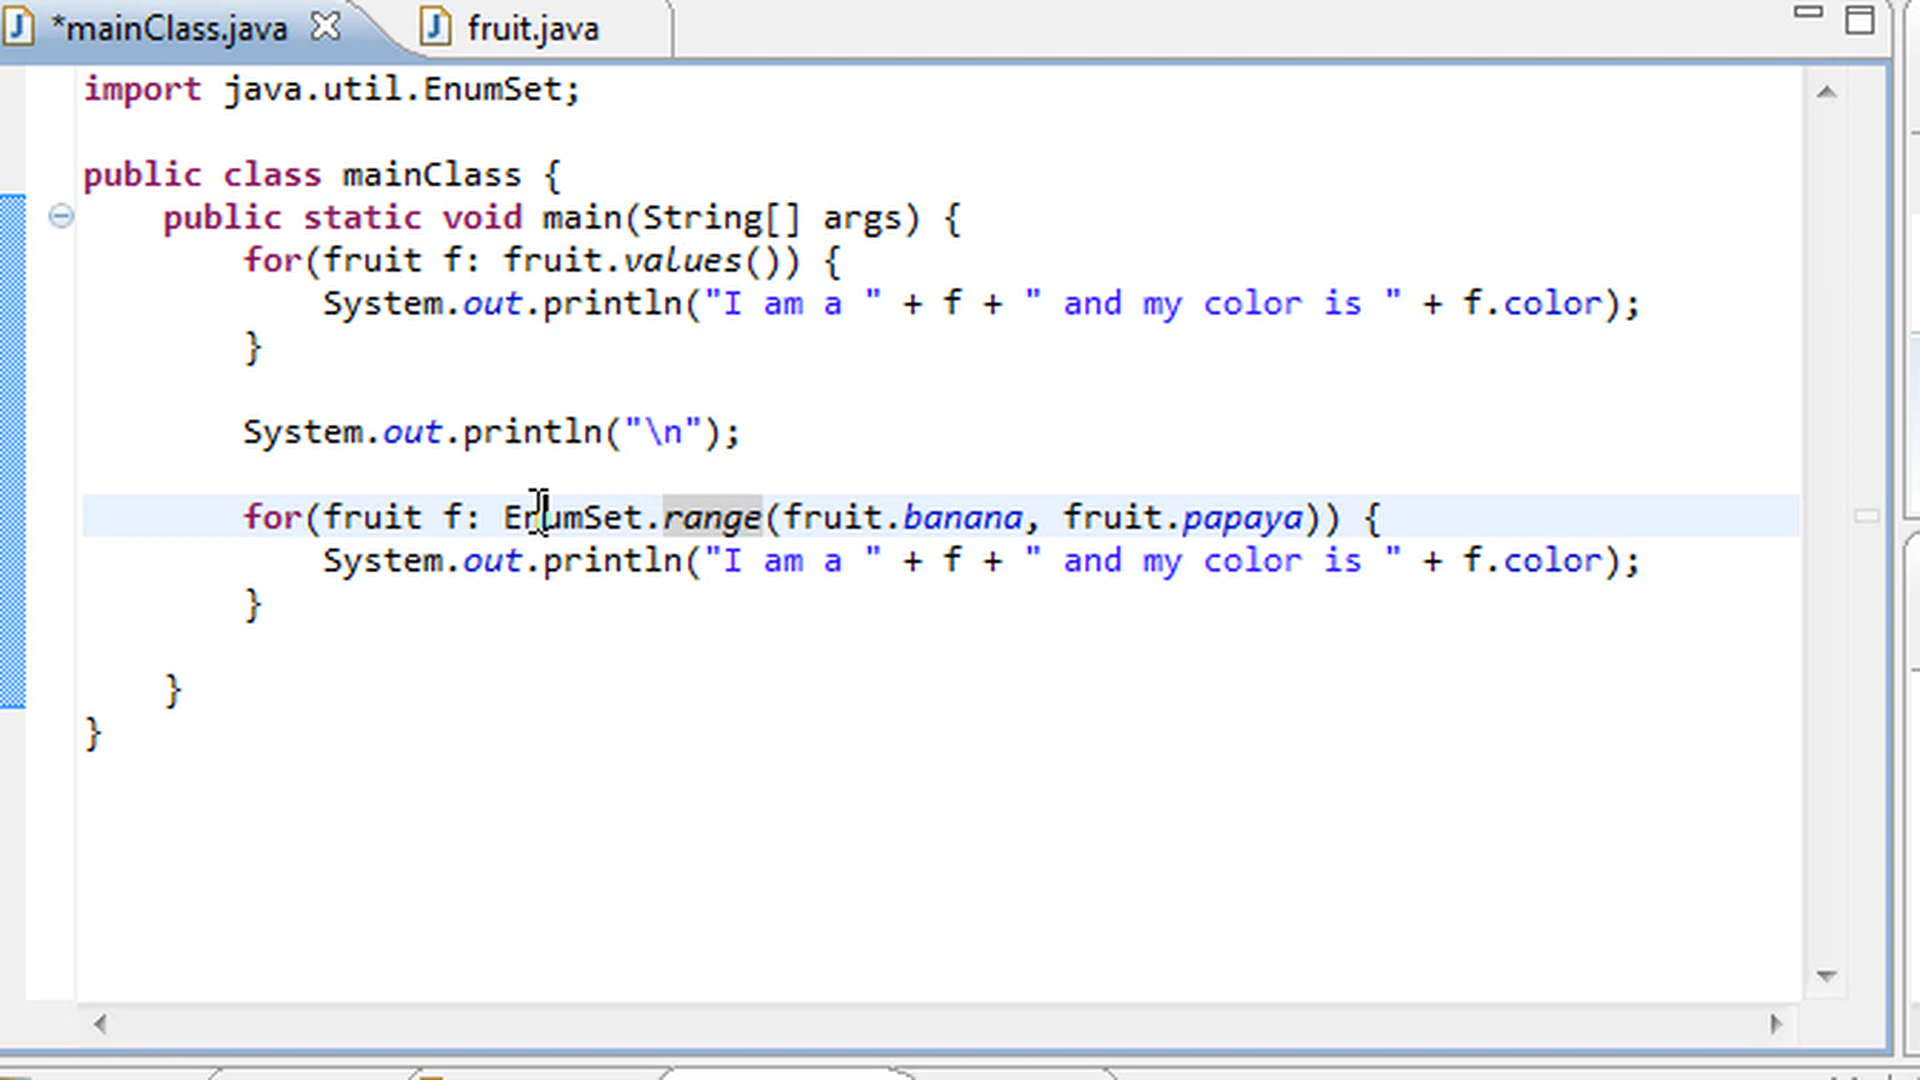 *mainClass.java fruit.java
import java.util.EnumSet;
public class mainClass {
public static void main(String[] args) {
for(fruit f: fruit.values()) {
System.out.println("I am a " + f + " and my color is " + f.color);
}
System.out.println("\n");
for(fruit f: EnumSet.range(fruit.banana, fruit.papaya)) {
System.out.println("I am a " + f + " and my color is " + f.color);
}
}
}